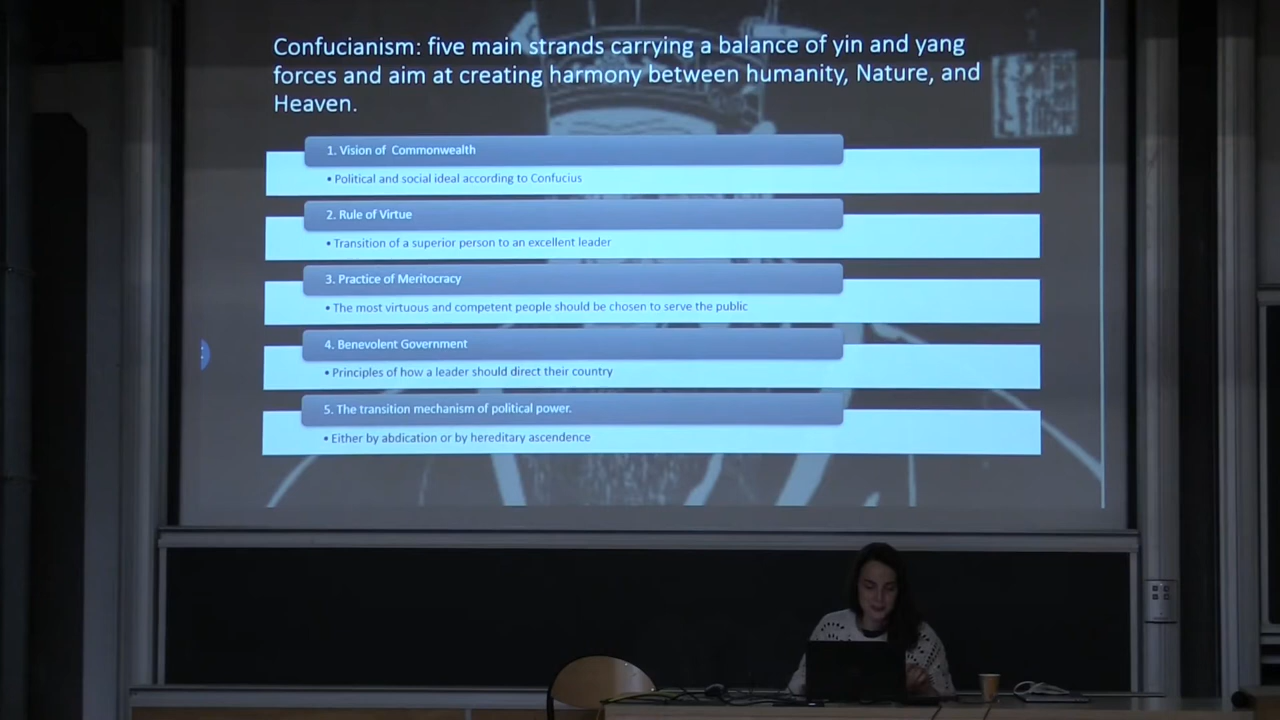 Confucianism: five main strands carrying a balance of yin and yang
forces and aim at creating harmony between humanity, Nature, and
Heaven.
1. Vision of Commonwealth
• Political and social ideal according to Confucius
2. Rule of Virtue
• Transition of a superior person to an excellent leader
3. Practice of Meritocracy
• The most virtuous and competent people should be chosen to serve the public
4. Benevolent Government
• Principles of how a leader should direct their country
5. The transition mechanism of political power.
• Either by abdication or by hereditary ascendence